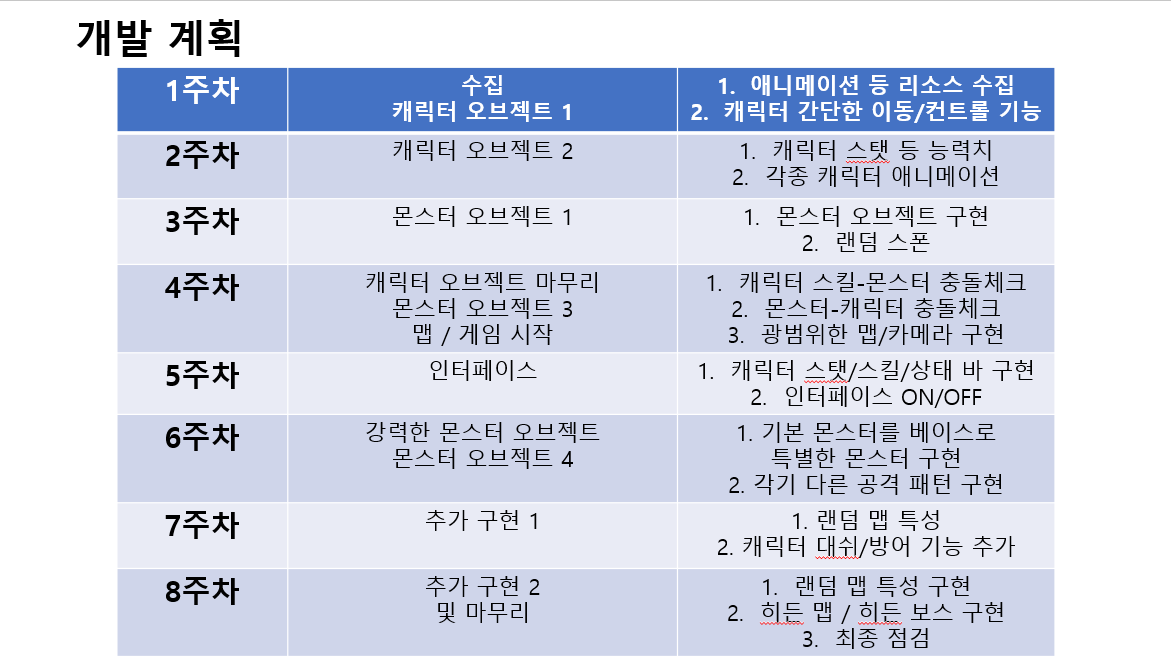 개발 계획
1주차
수집
캐릭터 오브젝트 1
1. 애니메이션 등 리소스 수집
2. 캐릭터 간단한 이동/컨트롤 기능
2주차
캐릭터 오브젝트 2
1. 캐릭터 스탯 등 능력치
2. 각종 캐릭터 애니메이션
3주차
몬스터 오브젝트 1
1. 몬스터 오브젝트 구현
2. 랜덤 스폰
4주차
캐릭터 오브젝트 마무리
몬스터 오브젝트 3
맵 / 게임 시작
1. 캐릭터 스킬-몬스터 충돌체크
2. 몬스터-캐릭터 충돌체크
3. 광범위한 맵/카메라 구현
5주차
인터페이스
1. 캐릭터 스탯/스킬/상태 바 구현
2. 인터페이스 ON/OFF
6주차
강력한 몬스터 오브젝트
몬스터 오브젝트 4
1. 기본 몬스터를 베이스로
특별한 몬스터 구현
2. 각기 다른 공격 패턴 구현
7주차
추가 구현 1
1. 랜덤 맵 특성
2. 캐릭터 대쉬/방어 기능 추가
8주차
추가 구현 2
및 마무리
1. 랜덤 맵 특성 구현
2. 히든 맵 / 히든 보스 구현
3. 최종 점검